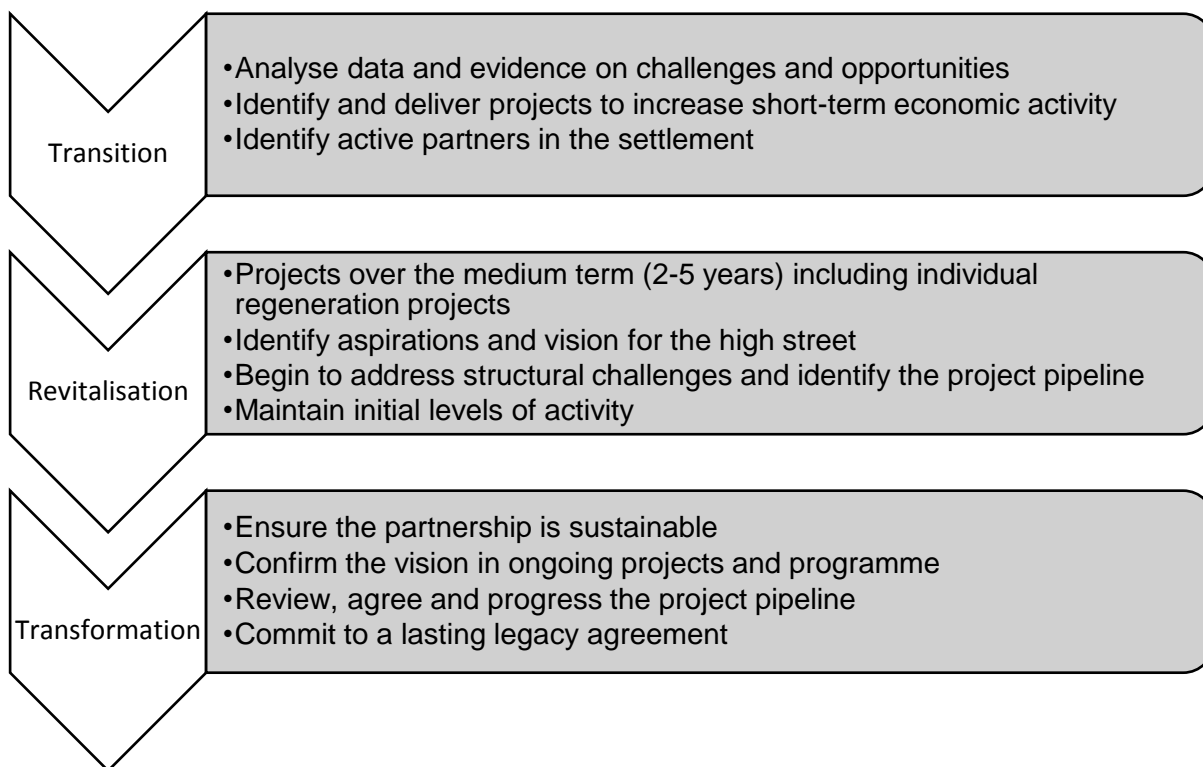 Transition
•Analyse data and evidence on challenges and opportunities
•Identify and deliver projects to increase short-term economic activity
•Identify active partners in the settlement
Revitalisation
•Projects over the medium term (2-5 years) including individual
regeneration projects
•Identify aspirations and vision for the high street
•Begin to address structural challenges and identify the project pipeline
•Maintain initial levels of activity
Transformation
•Ensure the partnership is sustainable
•Confirm the vision in ongoing projects and programme
•Review, agree and progress the project pipeline
•Commit to a lasting legacy agreement